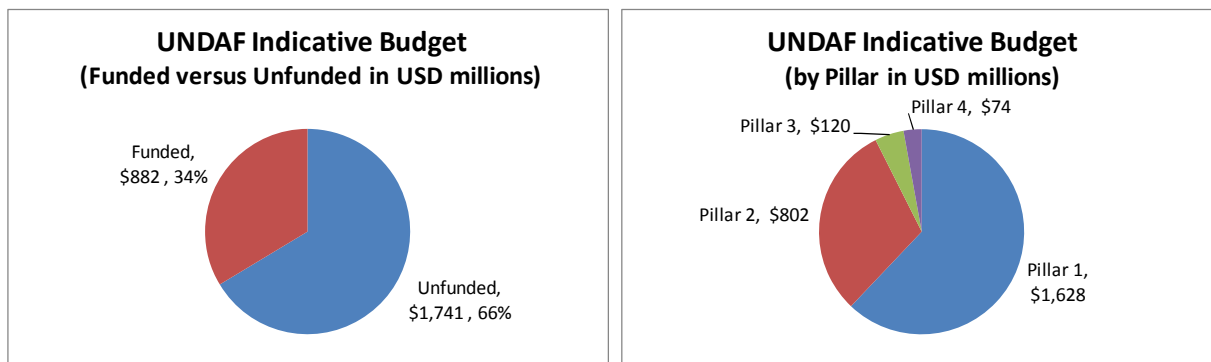 UNDAF Indicative Budget
(Funded versus Unfunded in USD millions)
Funded,
$882 , 34%
Unfunded,
$1,741 , 66%
UNDAF Indicative Budget
(by Pillar in USD millions)
Pillar 4,  $74
Pillar 3,  $120
Pillar 2,  $802
Pillar 1,
$1,628